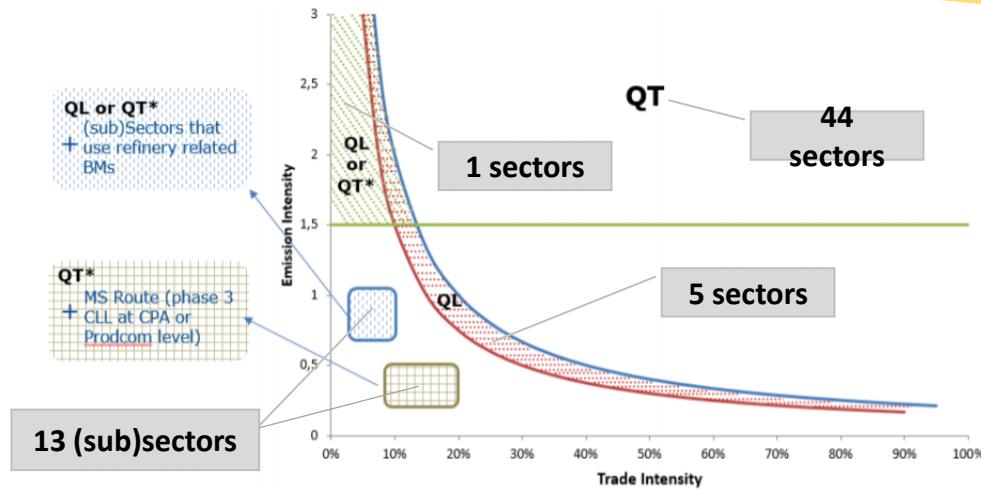 QL or QT*
+ (sub)Sectors that
use refinery related
BMs
QT*
+ MS Route (phase 3
CLL at CPA or
Prodcom level)
13 (sub)sectors
Emission Intensity
3
2,5
2
1,5
1
0,5
0
QL
or
QT*
1 sectors
QT
44
sectors
QL
5 sectors
0%
10%
20%
30%
40%
50%
60%
70%
80%
90%
100%
Trade Intensity